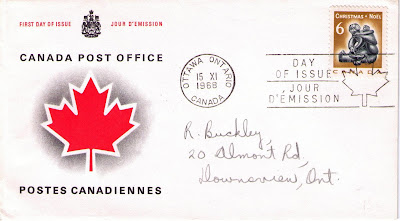 FIRST DAY OF ISSUE JOUR D'ÉMISSION
CANADA POST OFFICE
POSTES CANADIENNES
OTTAWA ONTARIO
15 XI
1968
CANADA
CHRISTMAS • NOËL
6
CANADA
DAY
OF ISSUE
JOUR
D'ÉMISSION
R. Buckley,
20 Almont Rd,
Downsview, Ont.